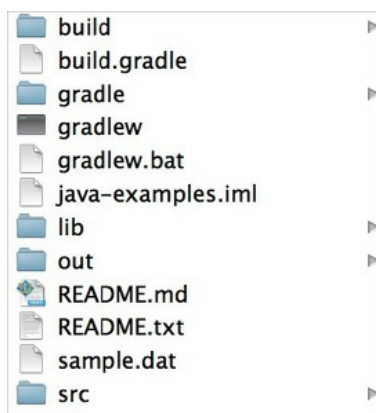 build
build.gradle
gradle
gradlew
gradlew.bat
java-examples.iml
lib
out
README.md
README.txt
sample.dat
src